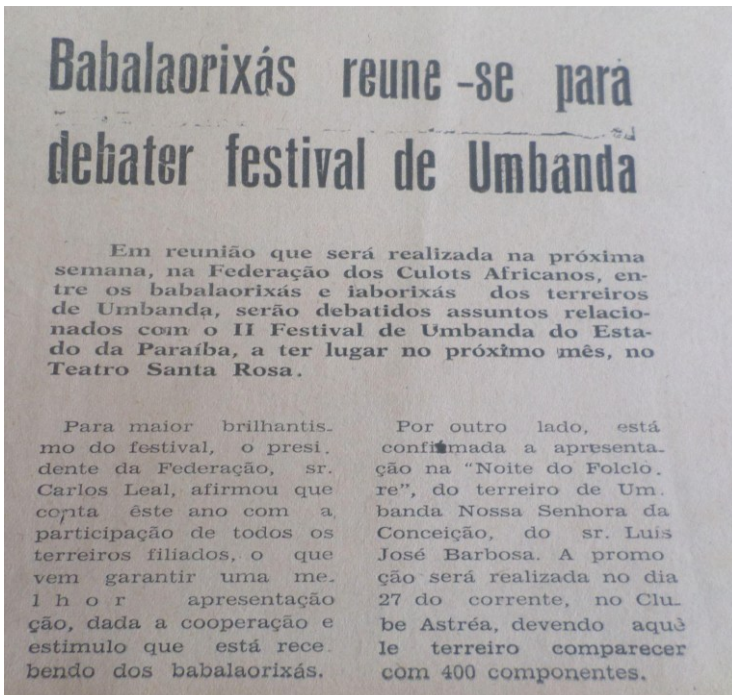 Babalaorixás reune-se para
debater festival de Umbanda
Em reunião que será realizada na próxima
semana, na Federação dos Culots Africanos, en-
tre os babalaorixás e iaborixás dos terreiros
de Umbanda, serão debatidos assuntos relacio-
nados com o II Festival de Umbanda do Esta-
do da Paraíba, a ter lugar no próximo mês, no
Teatro Santa Rosa.
Para maior brilhantis-
mo do festival, o presi-
dente da Federação, sr.
Carlos Leal, afirmou que
conta êste ano com a
participação de todos os
terreiros filiados, o que
vem garantir uma me-
lhor apresentação
ção, dada a cooperação e
estimulo que está rece
bendo dos babalaorixás.
Por outro lado, está
confirmada a apresenta-
ção na “Noite do Folclo.
re”, do terreiro de Um.
banda Nossa Senhora da
Conceição, do sr. Luís
José Barbosa. A promo
ção será realizada no dia
27 do corrente, no Clu-
be Astréa, devendo aquê
le terreiro comparecer
com 400 componentes.